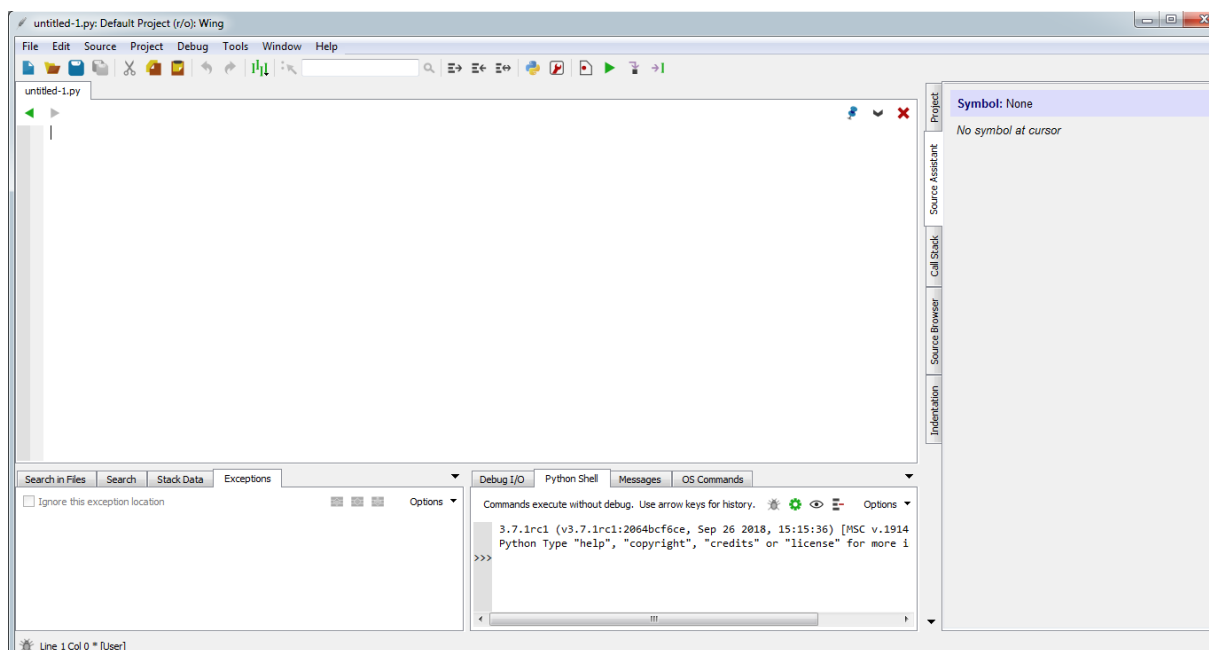 untitled-1.py: Default Project (r/o): Wing
File Edit Source Project Debug Tools Window Help
untitled-1.py
Project
Source Assistant
Call Stack
Source Browser
Indentation
Symbol: None
No symbol at cursor
Search in Files Search Stack Data Exceptions
Ignore this exception location Options
Debug I/O Python Shell Messages OS Commands
Commands execute without debug. Use arrow keys for history. Options
3.7.1rc1 (v3.7.1rc1:2064bcf6ce, Sep 26 2018, 15:15:36) [MSC v.1914
Python Type "help", "copyright", "credits" or "license" for more i
>>>
Line 1 Col 0 * [User]